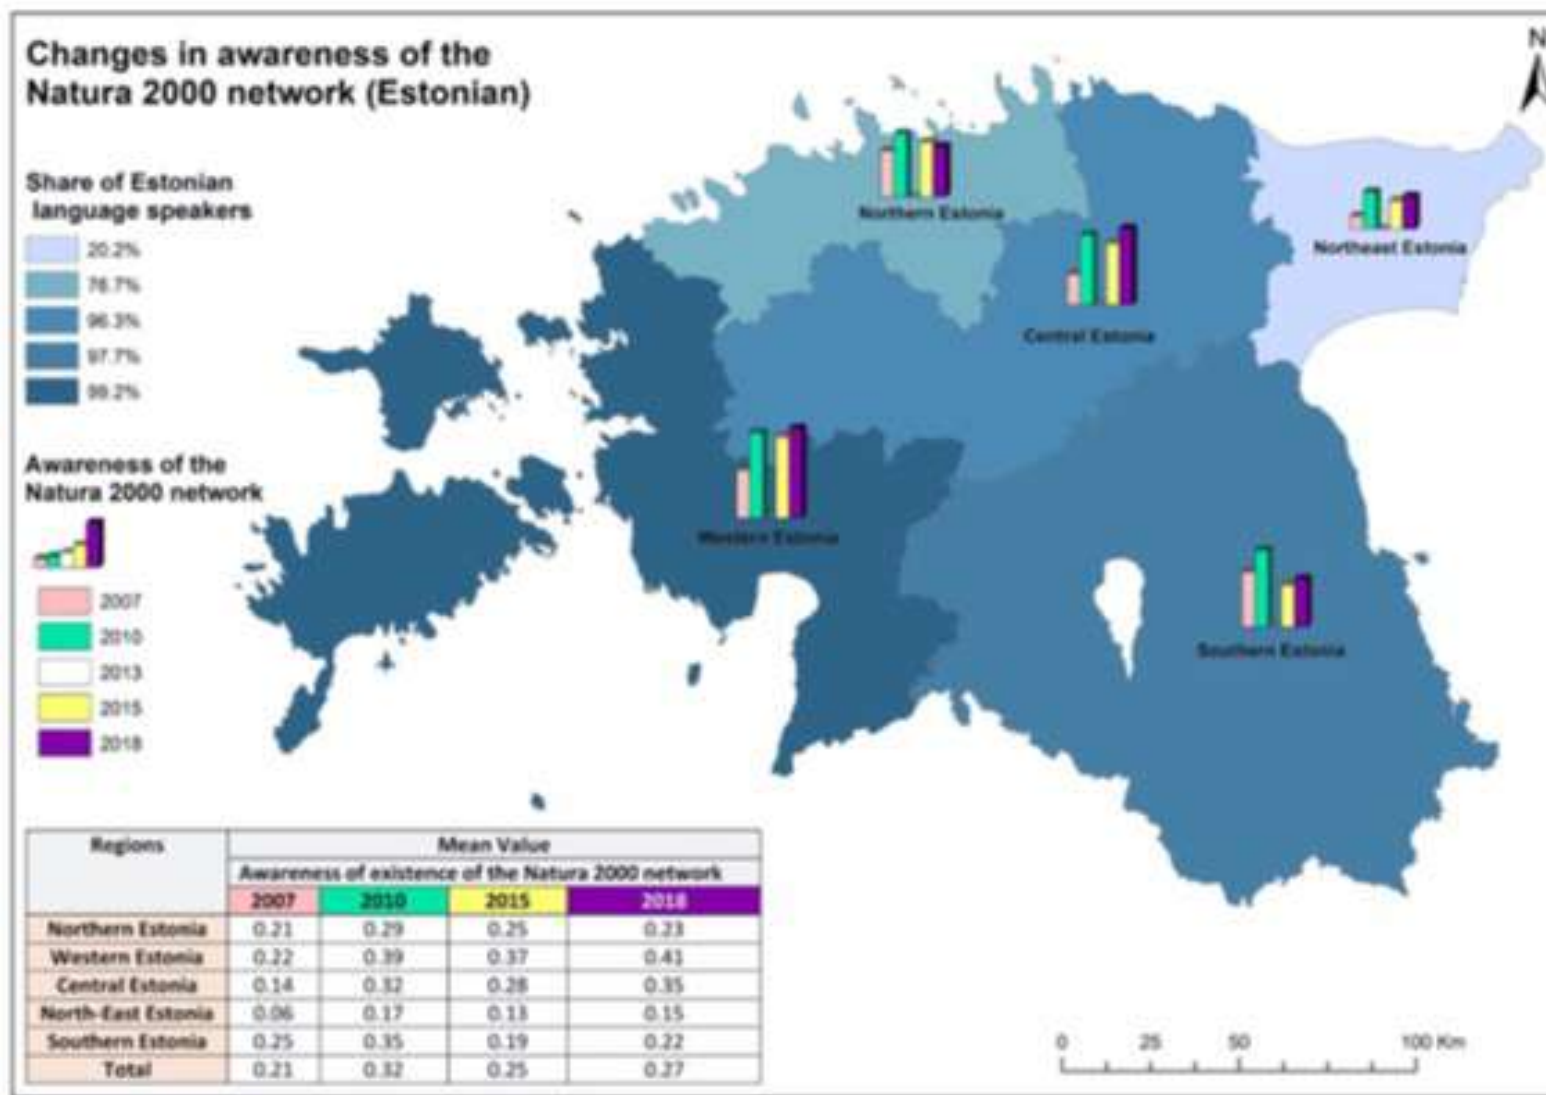 Changes in awareness of the
Natura 2000 network (Estonian)
N
Share of Estonian
language speakers
20.2%
76.7%
96.3%
97.7%
99.2%
Awareness of the
Natura 2000 network
2007
2010
2013
2015
2018
Northern Estonia
Northeast Estonia
Central Estonia
Western Estonia
Southern Estonia
Regions Mean Value
Awareness of existence of the Natura 2000 network
2007 2010 2015 2018
Northern Estonia 0.21 0.29 0.25 0.23
Western Estonia 0.22 0.39 0.37 0.41
Central Estonia 0.14 0.32 0.28 0.35
North-East Estonia 0.06 0.17 0.13 0.15
Southern Estonia 0.25 0.35 0.19 0.22
Total 0.21 0.32 0.25 0.27
0 25 50 100 Km